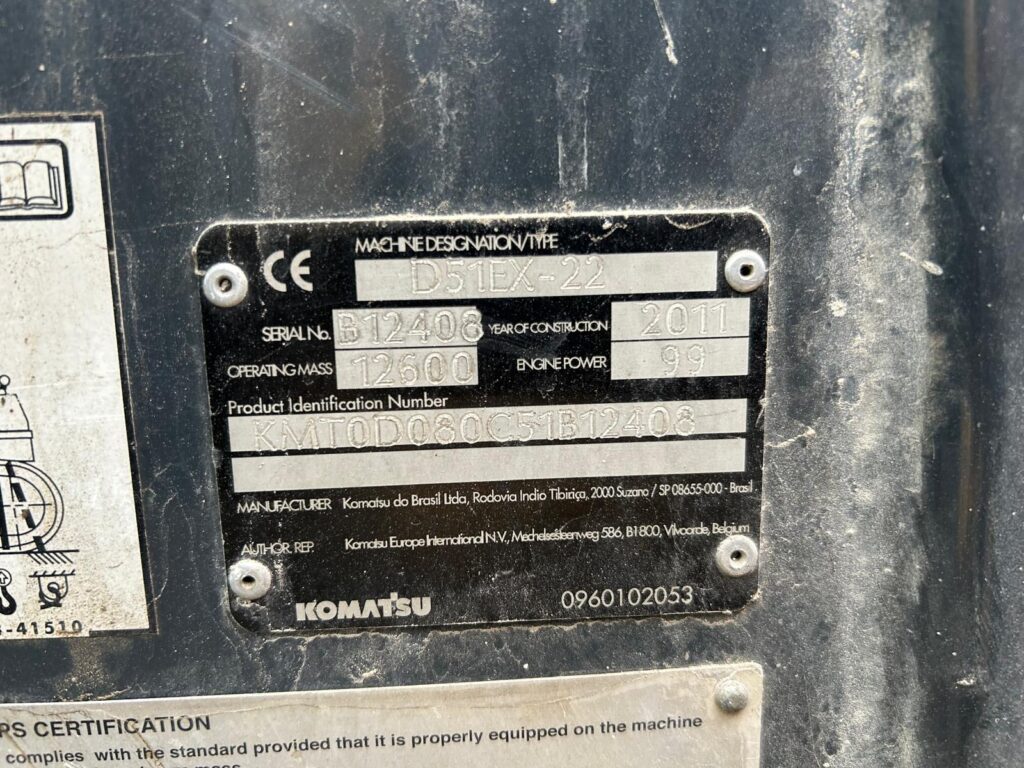 CE
MACHINE DESIGNATION/TYPE
D51EX-22
SERIAL No. B12408 YEAR OF CONSTRUCTION 2011
OPERATING MASS 12600 ENGINE POWER 99
Product Identification Number
KMT0D080C51B12408
MANUFACTURER Komatsu do Brasil Ltda, Rodovia Indio Tibiriça, 2000 Suzano / SP 08655-000 - Brasil
AUTHOR. REP. Komatsu Europe International N.V., Mechelsesteenweg 586, B1800, Vilvoorde, Belgium
KOMATSU 0960102053
-41510
PS CERTIFICATION
complies with the standard provided that it is properly equipped on the machine